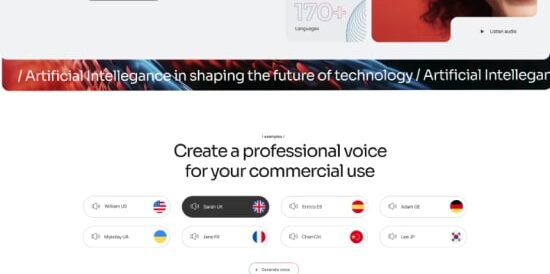 170+
Languages
Listen audio
/ Artificial Intellegance in shaping the future of technology / Artificial Intellegan
/ examples /
Create a professional voice
for your commercial use
William US
Sarah UK
Enrico ES
Adam GE
Mykolay UA
Jane FR
Chan CH
Lee JP
Generate voice